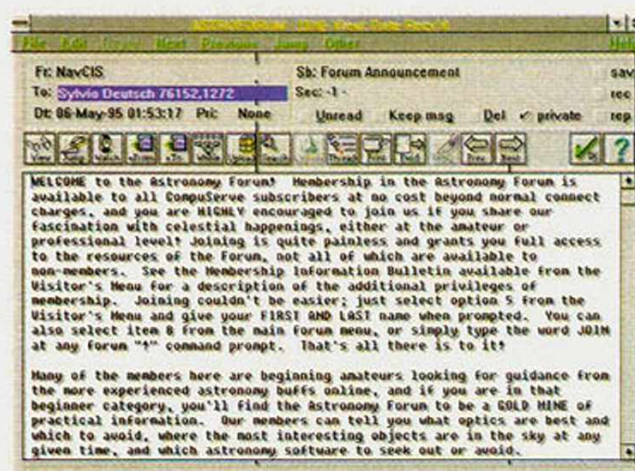 File Edit Next Previous Jump Other Help
Fr: NavCIS Sb: Forum Announcement sav
To: Sylvio Deutsch 76152,1272 Sec: -1 - rec
Dt: 06-May-95 01:53:17 Pri: None Unread Keep msg Del ✓ private rep
View To Thread Prev Next
WELCOME to the Astronomy Forum! Membership in the Astronomy Forum is
available to all CompuServe subscribers at no cost beyond normal connect
charges, and you are HIGHLY encouraged to join us if you share our
fascination with celestial happenings, either at the amateur or
professional level! Joining is quite painless and grants you full access
to the resources of the Forum, not all of which are available to
non-members. See the Membership Information Bulletin available from the
Visitor's Menu for a description of the additional privileges of
membership. Joining couldn't be easier; just select option 5 from the
Visitor's Menu and give your FIRST AND LAST name when prompted. You can
also select item 8 from the main forum menu, or simply type the word JOIN
at any forum "!" command prompt. That's all there is to it!
Many of the members here are beginning amateurs looking for guidance from
the more experienced astronomy buffs online, and if you are in that
beginner category, you'll find the Astronomy Forum to be a GOLD MINE of
practical information. Our members can tell you what optics are best and
which to avoid, where the most interesting objects are in the sky at any
given time, and which astronomy software to seek out or avoid.